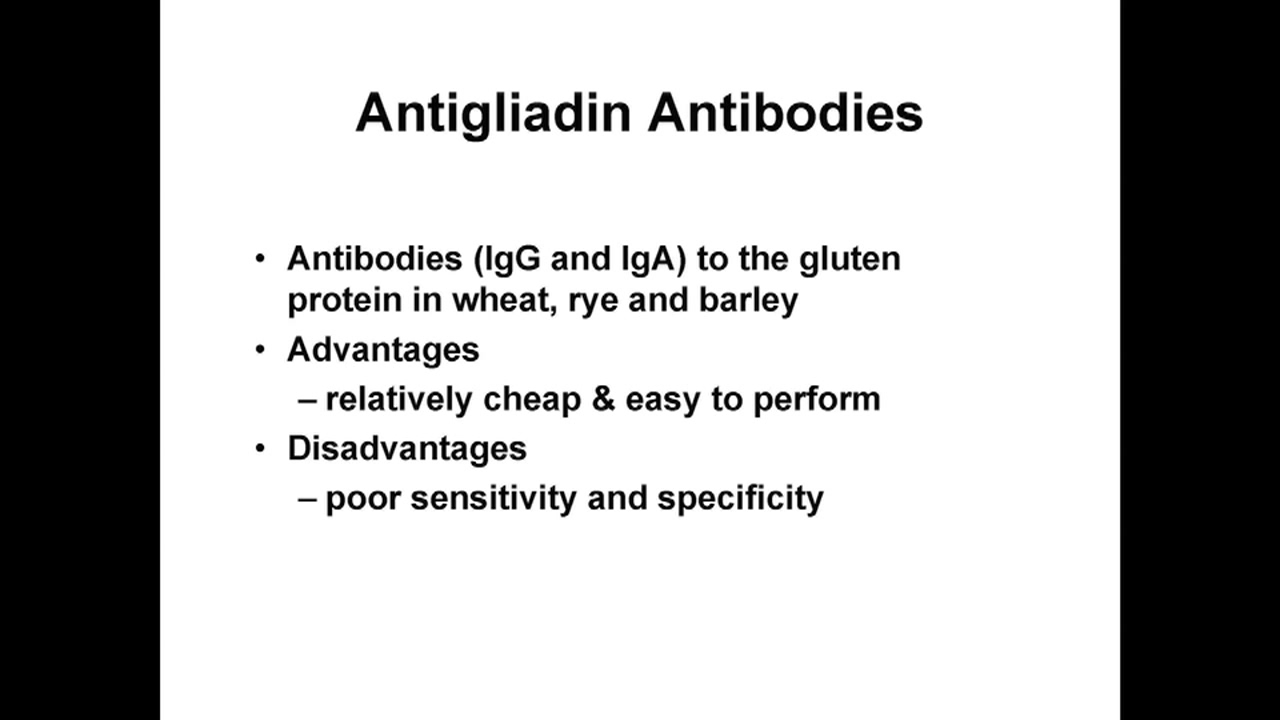 Antigliadin Antibodies
• Antibodies (IgG and IgA) to the gluten
protein in wheat, rye and barley
• Advantages
– relatively cheap & easy to perform
• Disadvantages
– poor sensitivity and specificity